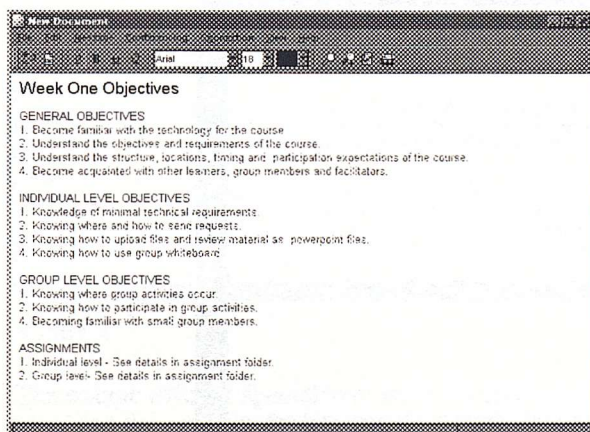 New Document
Arial 18
Week One Objectives
GENERAL OBJECTIVES
1. Become familiar with the technology for the course
2. Understand the objectives and requirements of the course.
3. Understand the structure, locations, timing and participation expectations of the course.
4. Become acquainted with other learners, group members and facilitators.
INDIVIDUAL LEVEL OBJECTIVES
1. Knowledge of minimal technical requirements.
2. Knowing where and how to send requests.
3. Knowing how to upload files and review material as powerpoint files.
4. Knowing how to use group whiteboard
GROUP LEVEL OBJECTIVES
1. Knowing where group activities occur.
2. Knowing how to participate in group activities.
4. Becoming familiar with small group members.
ASSIGNMENTS
1. Individual level - See details in assignment folder.
2. Group level- See details in assignment folder.